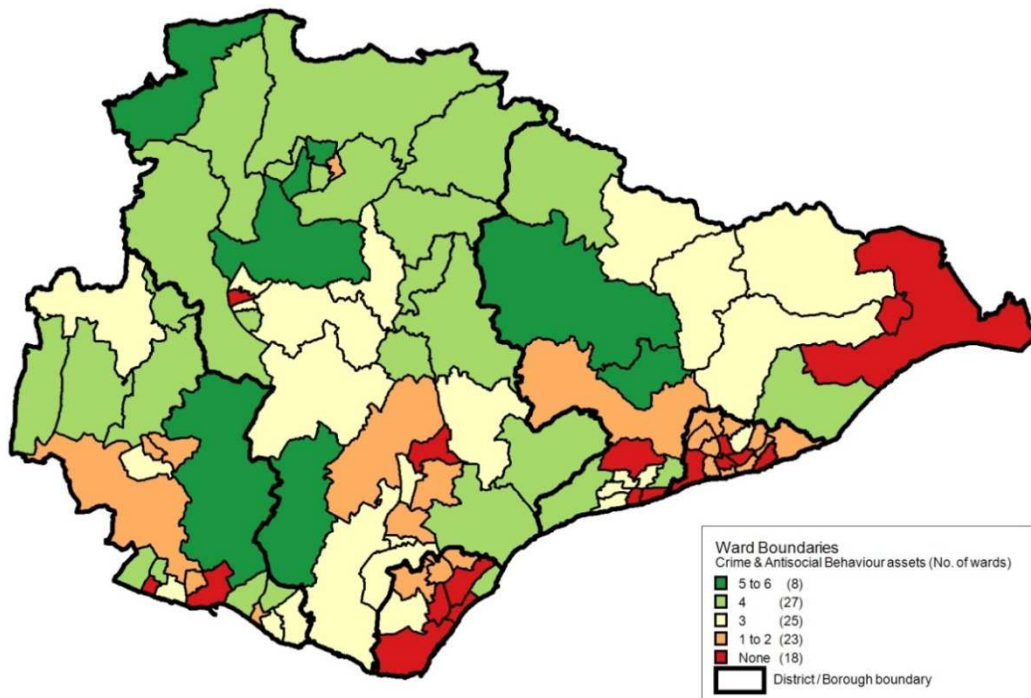 Ward Boundaries
Crime & Antisocial Behaviour assets (No. of wards)
5 to 6 (8)
4 (27)
3 (25)
1 to 2 (23)
None (18)
District/Borough boundary